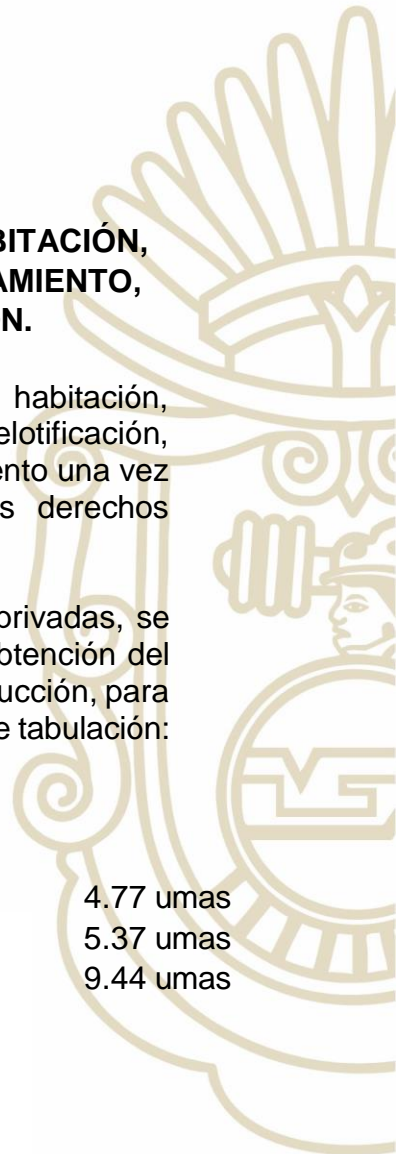 BITACIÓN,
AMIENTO,
N.
habitación,
elotificación,
ento una vez
s derechos
privadas, se
btención del
ucción, para
e tabulación:
4.77 umas
5.37 umas
9.44 umas